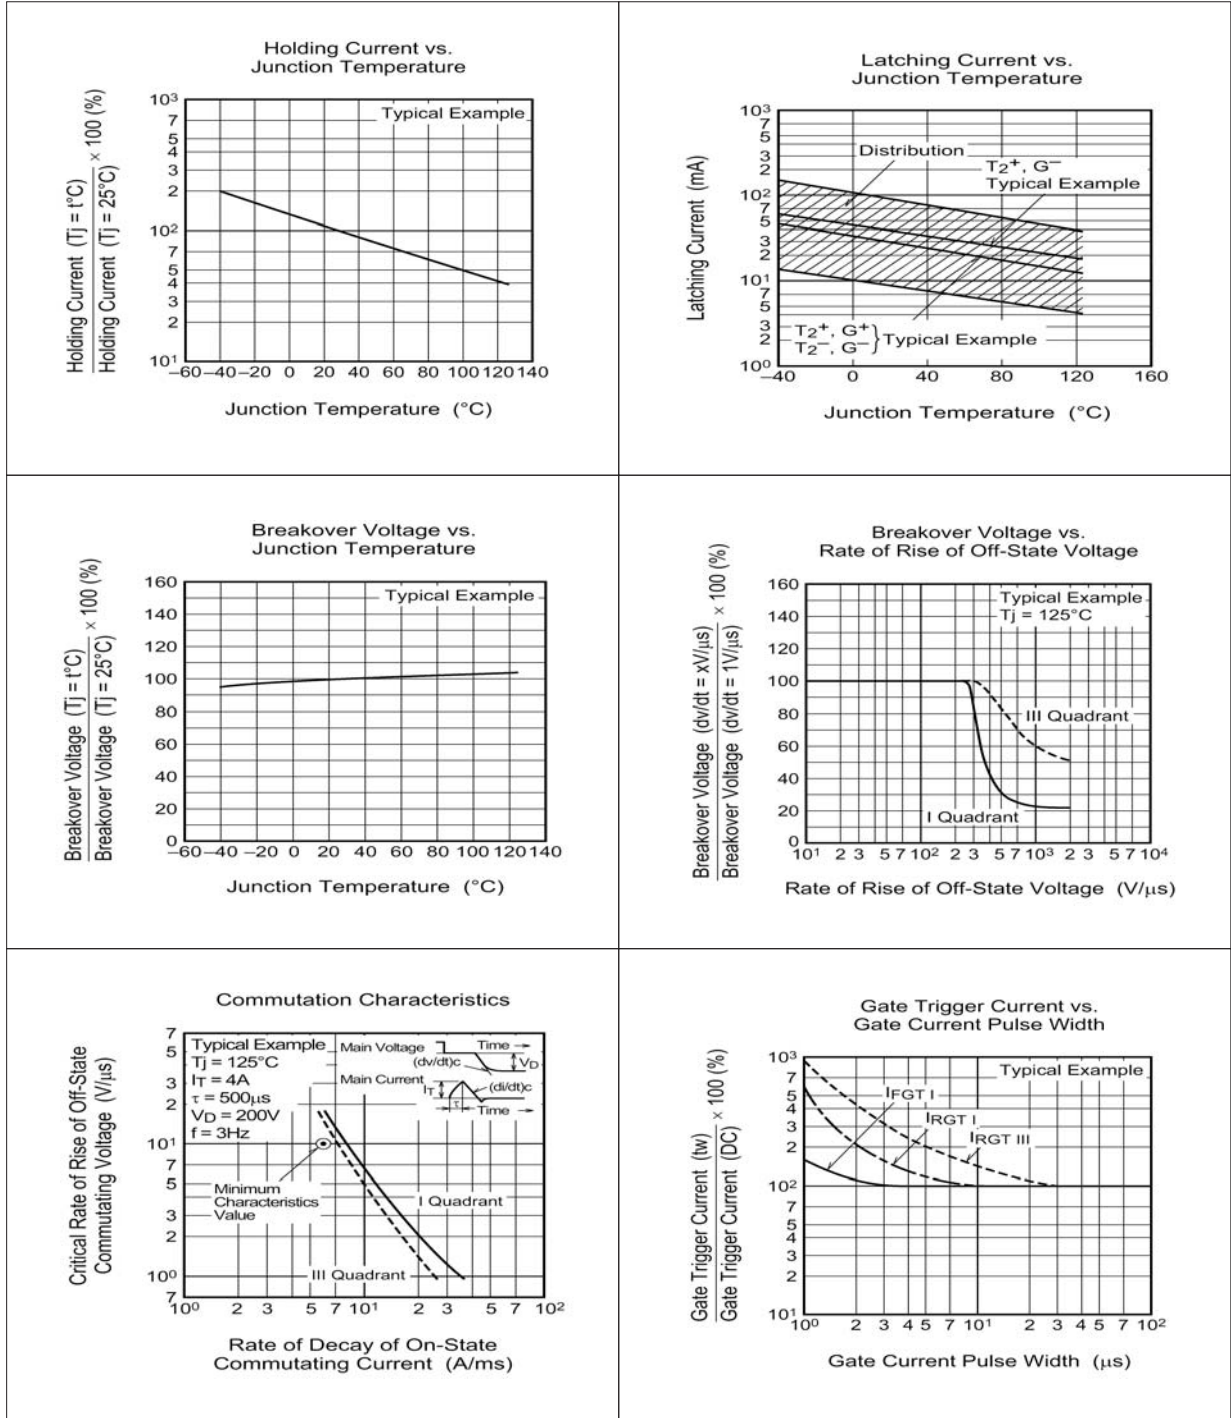 Holding Current vs.
Junction Temperature
Typical Example
Holding Current (Tj = t°C)
Holding Current (Tj = 25°C)
× 100 (%)
10³
7
5
4
3
2
10²
7
5
4
3
2
10¹
–60 –40 –20 0 20 40 60 80 100 120 140
Junction Temperature (°C)
Latching Current vs.
Junction Temperature
Latching Current (mA)
10³
7
5
3
2
10²
7
5
3
2
10¹
7
5
3
2
10⁰
Distribution
T₂⁺, G⁻
Typical Example
T₂⁺, G⁺
T₂⁻, G⁻
Typical Example
–40 0 40 80 120 160
Junction Temperature (°C)
Breakover Voltage vs.
Junction Temperature
Typical Example
Breakover Voltage (Tj = t°C)
Breakover Voltage (Tj = 25°C)
× 100 (%)
160
140
120
100
80
60
40
20
0
–60 –40 –20 0 20 40 60 80 100 120 140
Junction Temperature (°C)
Breakover Voltage vs.
Rate of Rise of Off-State Voltage
Breakover Voltage (dv/dt = xV/μs)
Breakover Voltage (dv/dt = 1V/μs)
× 100 (%)
160
140
120
100
80
60
40
20
0
Typical Example
Tj = 125°C
III Quadrant
I Quadrant
10¹ 2 3 5 7 10² 2 3 5 7 10³ 2 3 5 7 10⁴
Rate of Rise of Off-State Voltage (V/μs)
Commutation Characteristics
Critical Rate of Rise of Off-State
Commutating Voltage (V/μs)
7
5
3
2
10¹
7
5
3
2
10⁰
7
Typical Example
Tj = 125°C
IT = 4A
τ = 500μs
VD = 200V
f = 3Hz
Main Voltage
Time
(dv/dt)c
VD
Main Current
IT
(di/dt)c
τ
Time
Minimum
Characteristics
Value
I Quadrant
III Quadrant
10⁰ 2 3 5 7 10¹ 2 3 5 7 10²
Rate of Decay of On-State
Commutating Current (A/ms)
Gate Trigger Current vs.
Gate Current Pulse Width
Gate Trigger Current (tw)
Gate Trigger Current (DC)
× 100 (%)
10³
7
5
4
3
2
10²
7
5
4
3
2
10¹
Typical Example
IFGT I
IRGT I
IRGT III
10⁰ 2 3 4 5 7 10¹ 2 3 4 5 7 10²
Gate Current Pulse Width (μs)